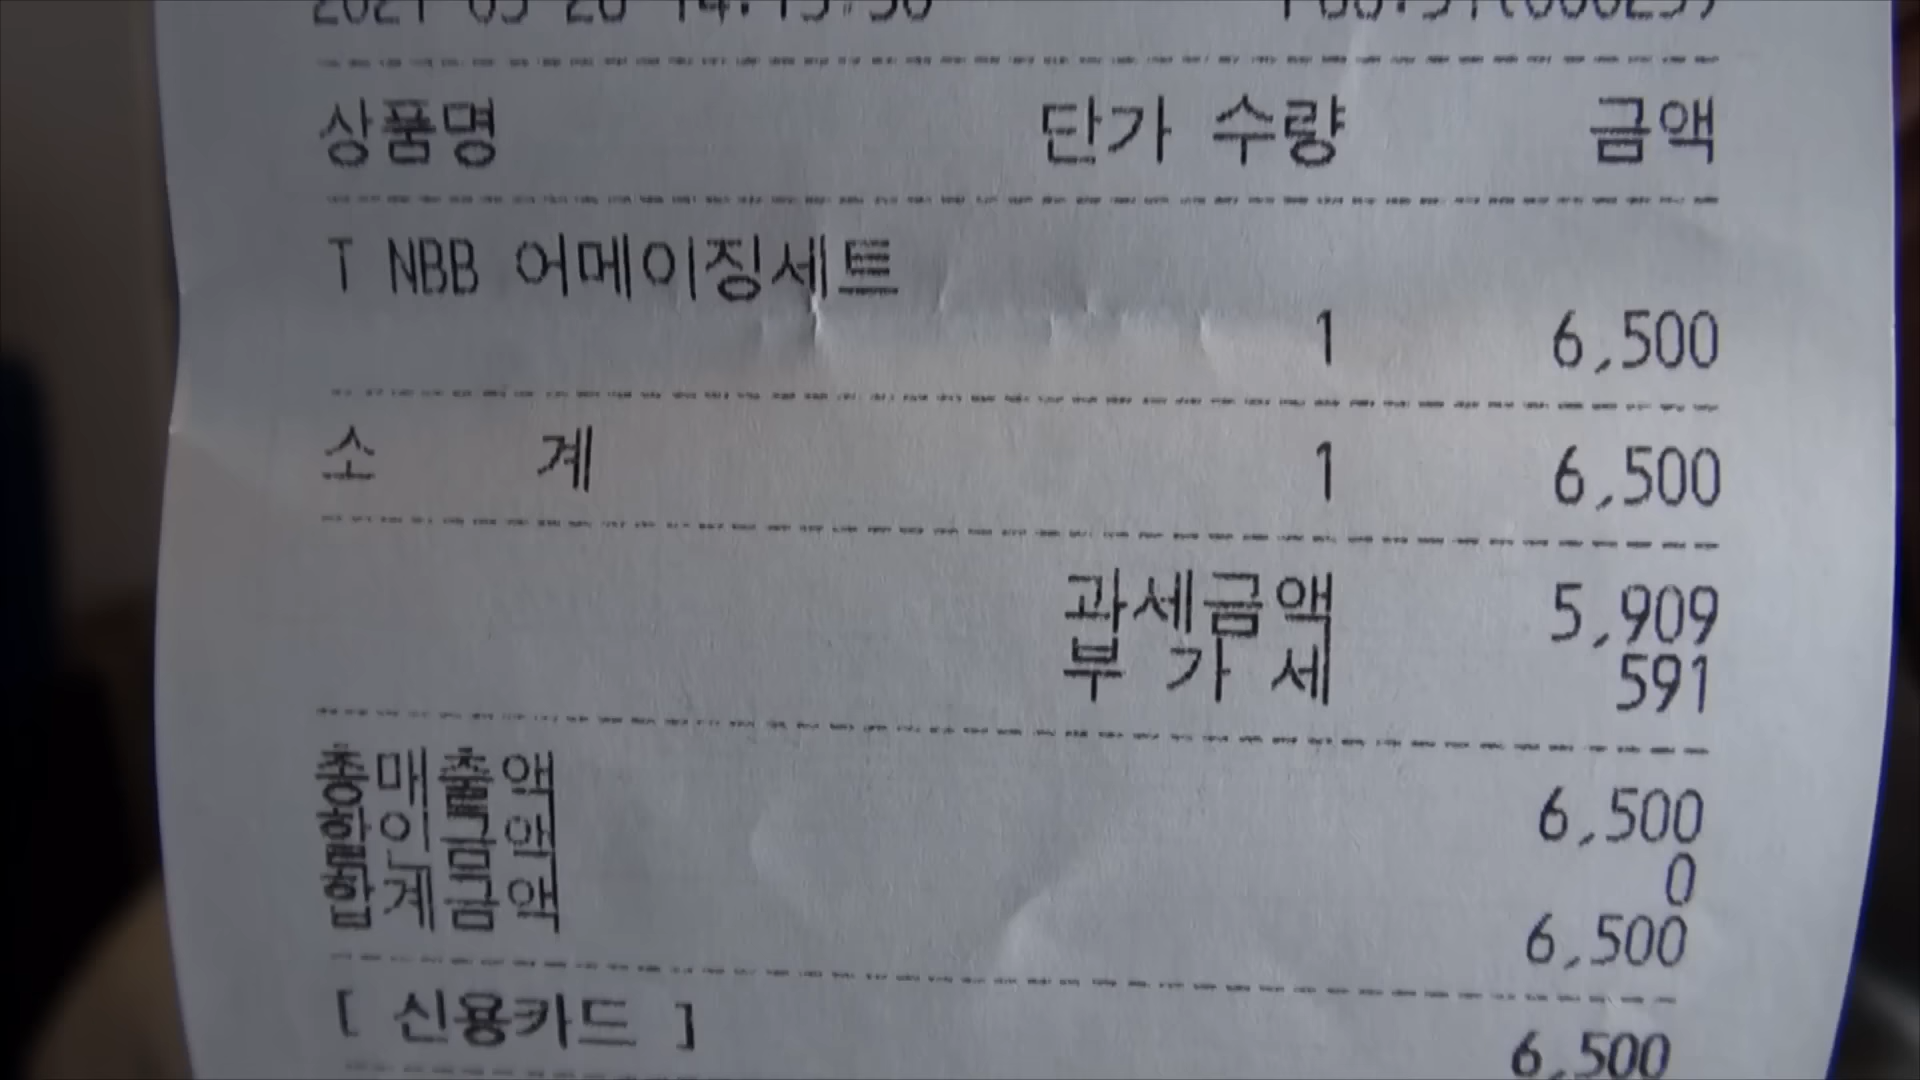 상품명 단가 수량 금액
T NBB 어메이징세트
1 6,500
소 계 1 6,500
과세금액 5,909
부 가 세 591
총매출액 6,500
할인금액 0
합계금액 6,500
[ 신용카드 ] 6,500